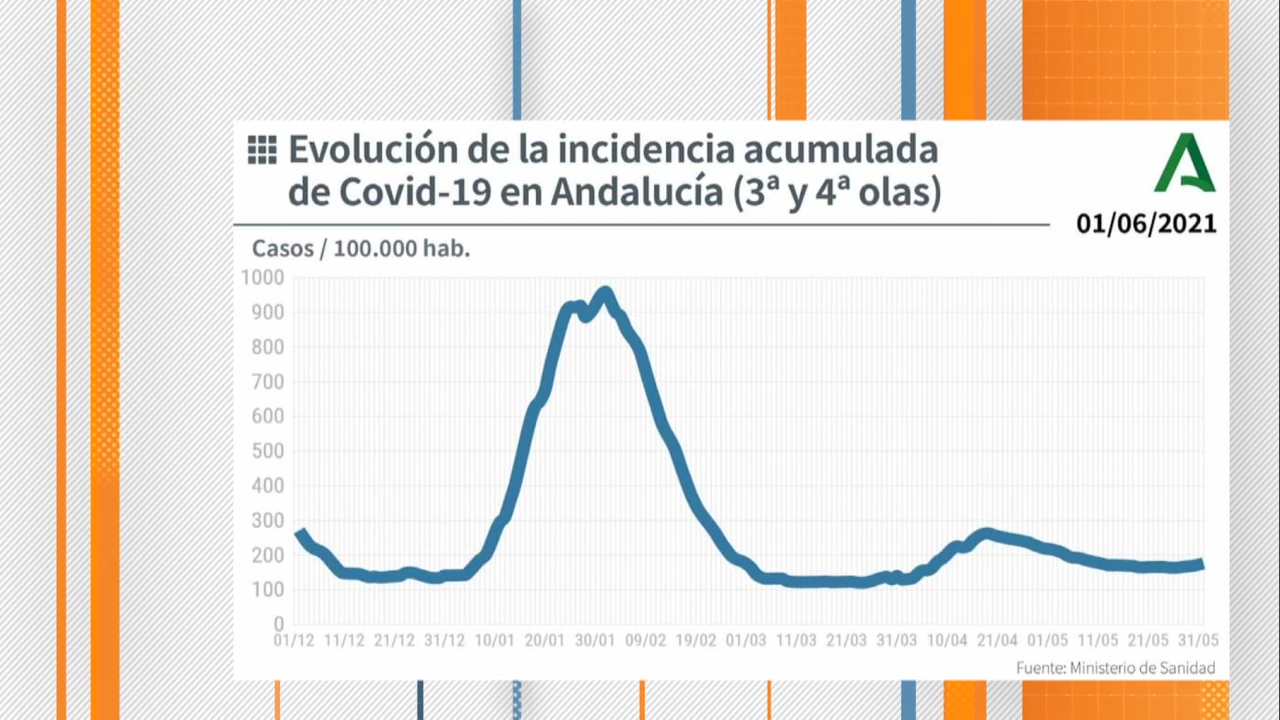 Evolución de la incidencia acumulada
de Covid-19 en Andalucía (3ª y 4ª olas)
01/06/2021
Casos / 100.000 hab.
1000
900
800
700
600
500
400
300
200
100
0
01/12 11/12 21/12 31/12 10/01 20/01 30/01 09/02 19/02 01/03 11/03 21/03 31/03 10/04 21/04 01/05 11/05 21/05 31/05
Fuente: Ministerio de Sanidad